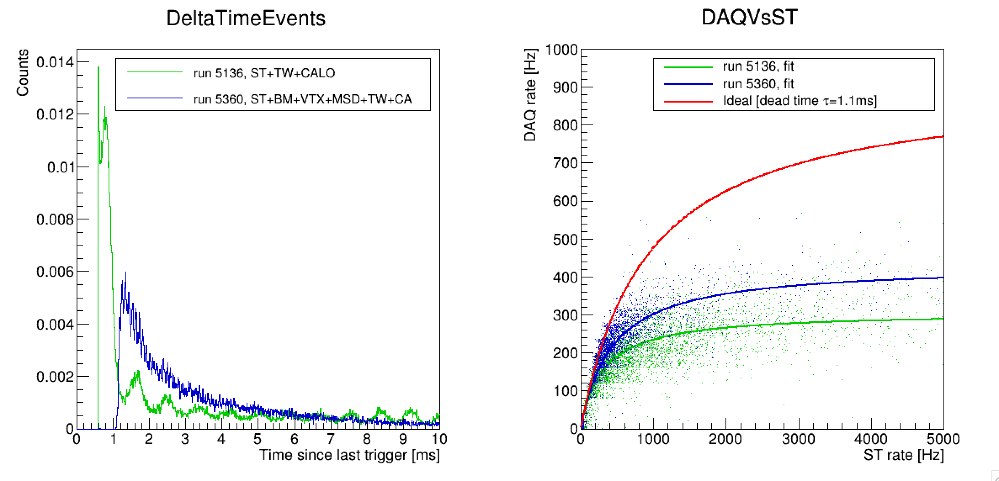 DeltaTimeEvents
Counts
0.014
0.012
0.01
0.008
0.006
0.004
0.002
0
run 5136, ST+TW+CALO
run 5360, ST+BM+VTX+MSD+TW+CA
0 1 2 3 4 5 6 7 8 9 10
Time since last trigger [ms]
DAQVsST
DAQ rate [Hz]
1000
900
800
700
600
500
400
300
200
100
0
run 5136, fit
run 5360, fit
Ideal [dead time τ=1.1ms]
0 1000 2000 3000 4000 5000
ST rate [Hz]